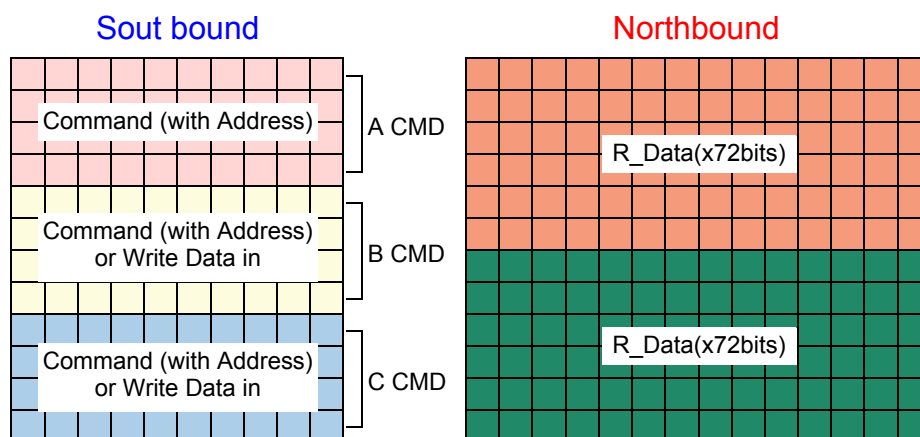 Sout bound
Northbound
Command (with Address)
A CMD
Command (with Address)
or Write Data in
B CMD
Command (with Address)
or Write Data in
C CMD
R_Data(x72bits)
R_Data(x72bits)